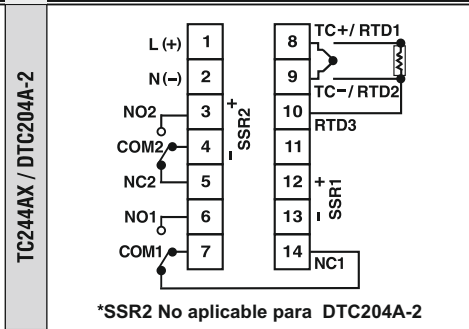 TC244AX / DTC204A-2
L (+) 1
N (–) 2
NO2 3 +
COM2 4 -
SSR2
NC2 5
NO1 6
COM1 7
8 TC+/ RTD1
9 TC–/ RTD2
10 RTD3
11
12 +
13 -
SSR1
14 NC1
*SSR2 No aplicable para DTC204A-2